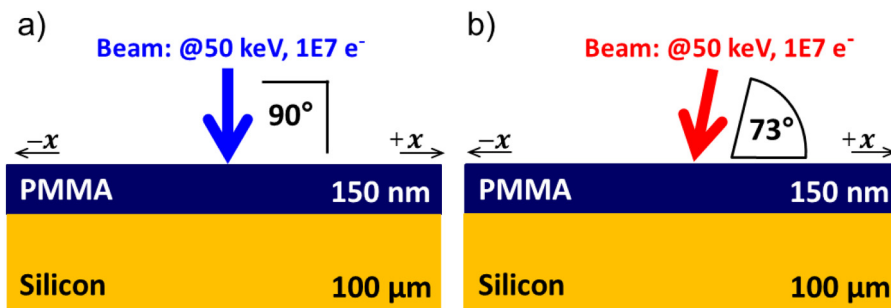 a)
Beam: @50 keV, 1E7 e⁻
90°
−x
+x
PMMA 150 nm
Silicon 100 μm
b)
Beam: @50 keV, 1E7 e⁻
73°
−x
+x
PMMA 150 nm
Silicon 100 μm